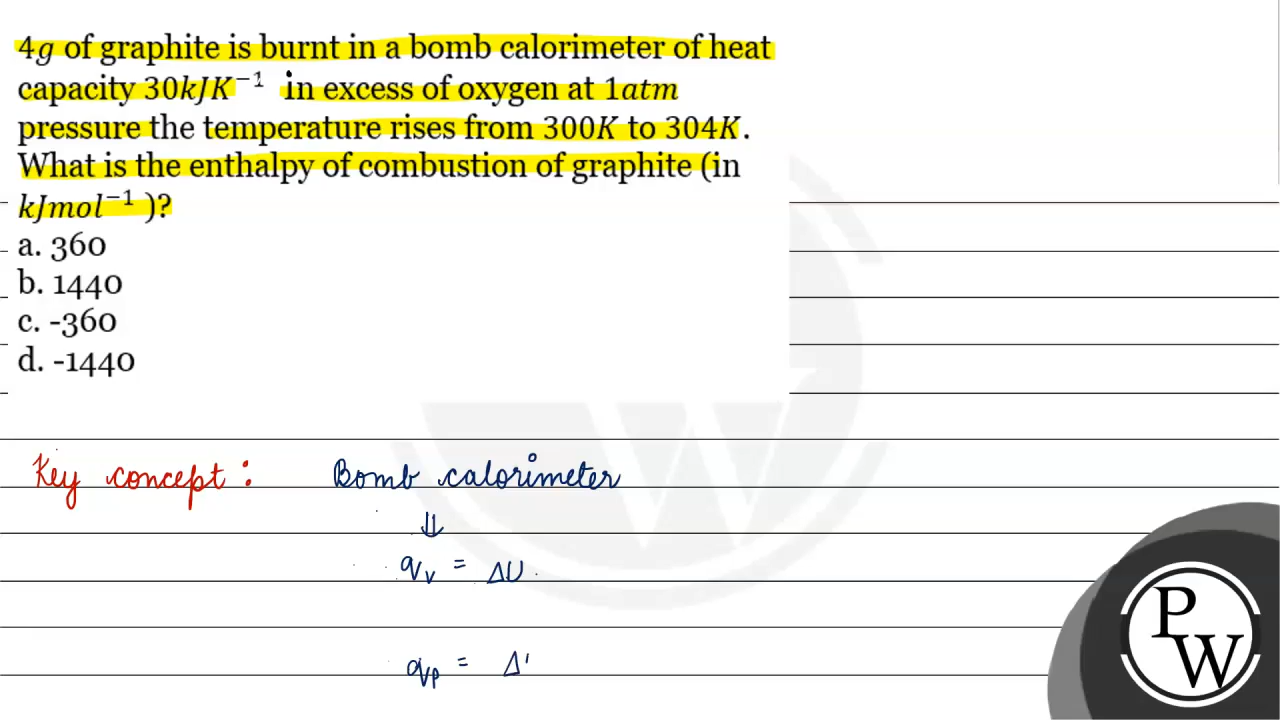 4g of graphite is burnt in a bomb calorimeter of heat
capacity 30kJK⁻¹ in excess of oxygen at 1atm
pressure the temperature rises from 300K to 304K.
What is the enthalpy of combustion of graphite (in
kJmol⁻¹ )?
a. 360
b. 1440
c. -360
d. -1440
Key concept : Bomb calorimeter
⇓
qv = ΔU
qp = Δ
P
W